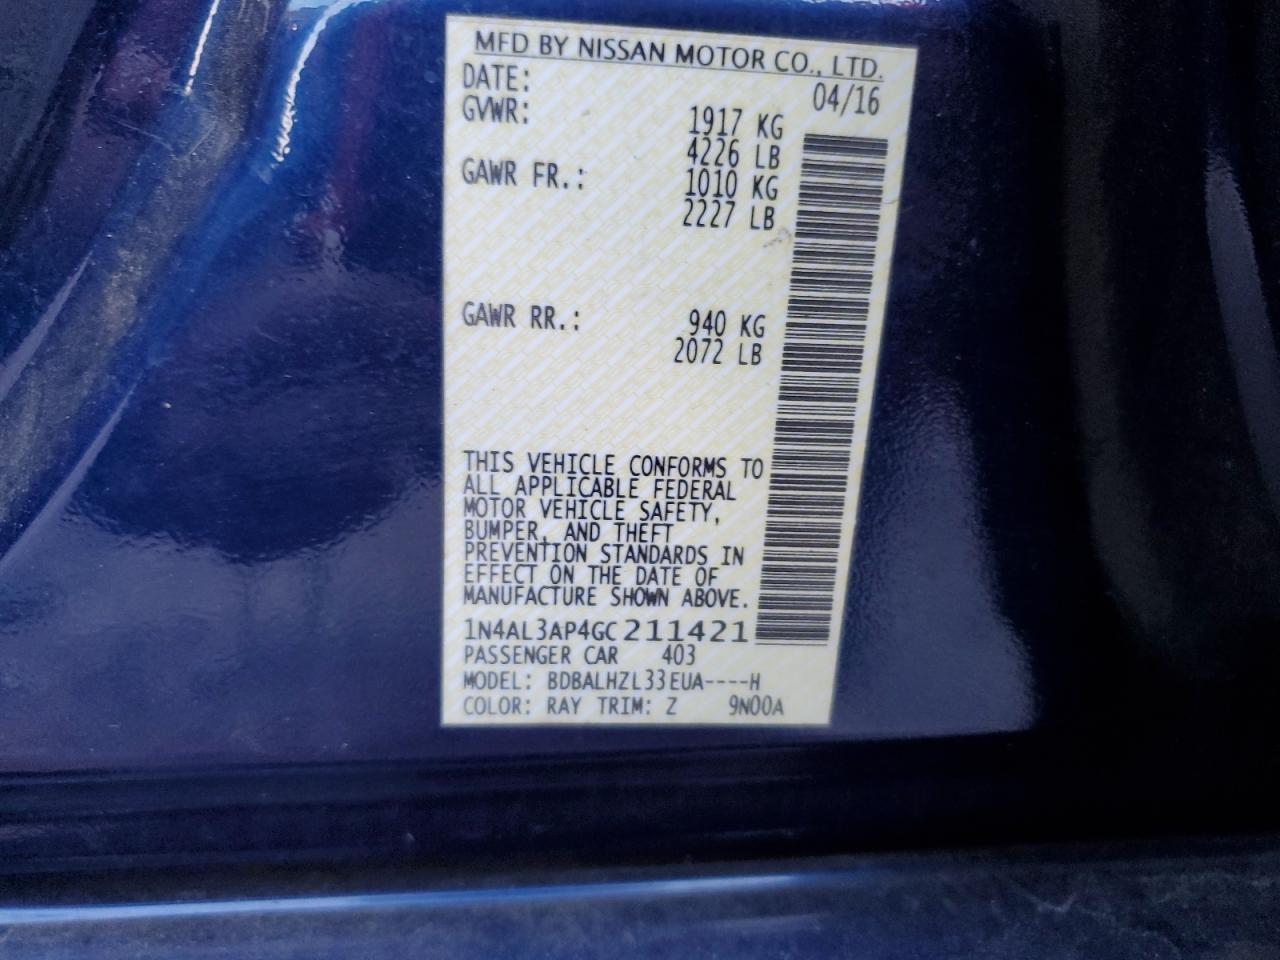 MFD BY NISSAN MOTOR CO., LTD.
DATE: 04/16
GVWR: 1917 KG
4226 LB
GAWR FR.: 1010 KG
2227 LB
GAWR RR.: 940 KG
2072 LB
THIS VEHICLE CONFORMS TO
ALL APPLICABLE FEDERAL
MOTOR VEHICLE SAFETY,
BUMPER, AND THEFT
PREVENTION STANDARDS IN
EFFECT ON THE DATE OF
MANUFACTURE SHOWN ABOVE.
1N4AL3AP4GC211421
PASSENGER CAR 403
MODEL: BDBALHZL33EUA----H
COLOR: RAY TRIM: Z 9N00A